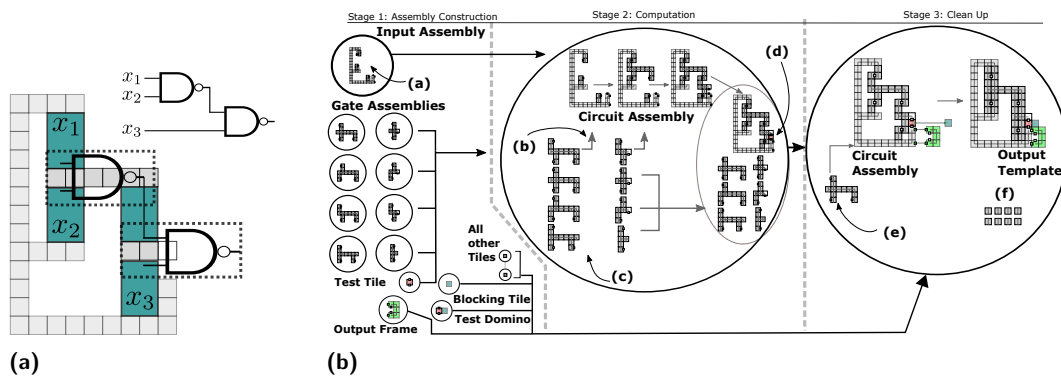 x1
x2
x3
x1
x2
x3
(a)
Stage 1: Assembly Construction
Stage 2: Computation
Stage 3: Clean Up
Input Assembly
(a)
Gate Assemblies
Test Tile
Output Frame
All
other
Tiles
Blocking Tile
Test Domino
Circuit Assembly
(b)
(c)
(d)
Circuit
Assembly
(e)
Output
Template
(f)
(b)